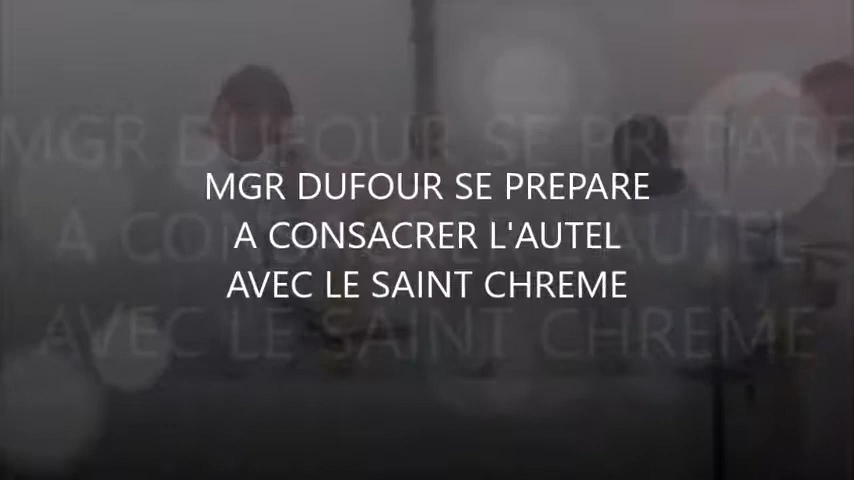 MGR DUFOUR SE PREPARE
A CONSACRER L'AUTEL
AVEC LE SAINT CHREME